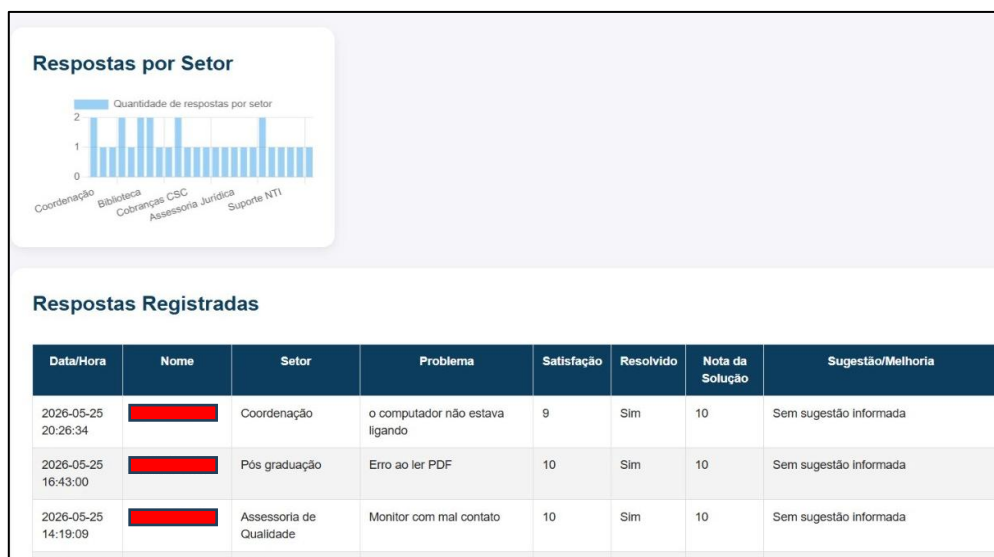 Respostas por Setor
Quantidade de respostas por setor
2
1
0
Coordenação
Biblioteca
Cobranças CSC
Assessoria Jurídica
Suporte NTI
Respostas Registradas
Data/Hora Nome Setor Problema Satisfação Resolvido Nota da Solução Sugestão/Melhoria
2026-05-25 Coordenação o computador não estava 9 Sim 10 Sem sugestão informada
20:26:34 ligando
2026-05-25 Pós graduação Erro ao ler PDF 10 Sim 10 Sem sugestão informada
16:43:00
2026-05-25 Assessoria de Monitor com mal contato 10 Sim 10 Sem sugestão informada
14:19:09 Qualidade